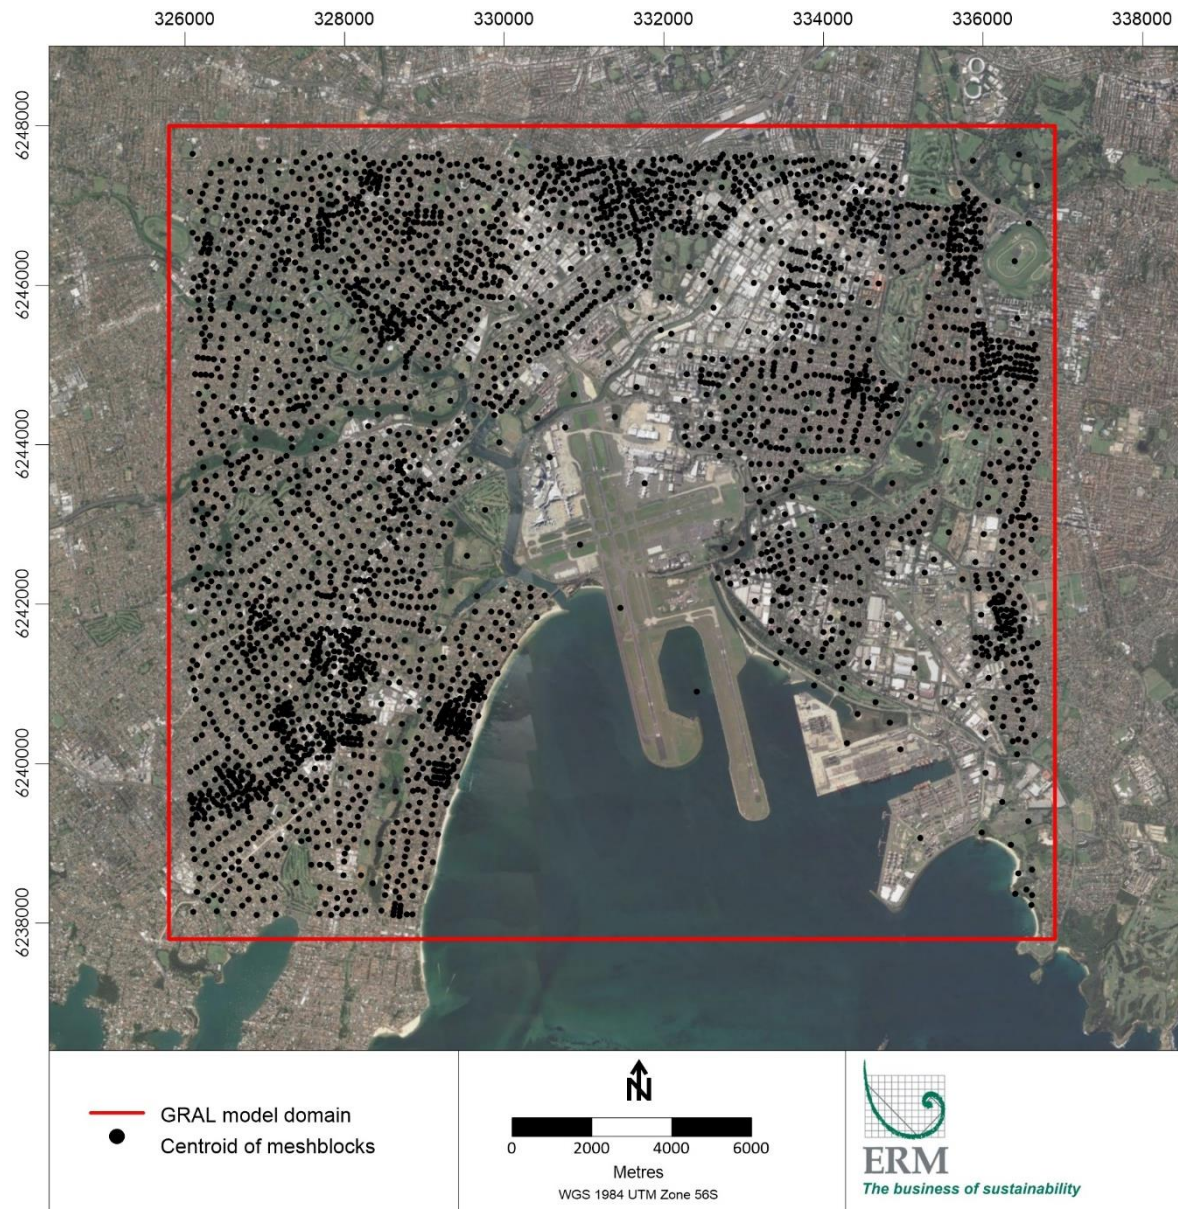 326000 328000 330000 332000 334000 336000 338000
6248000
6246000
6244000
6242000
6240000
6238000
GRAL model domain
Centroid of meshblocks
N
0 2000 4000 6000
Metres
WGS 1984 UTM Zone 56S
ERM
The business of sustainability